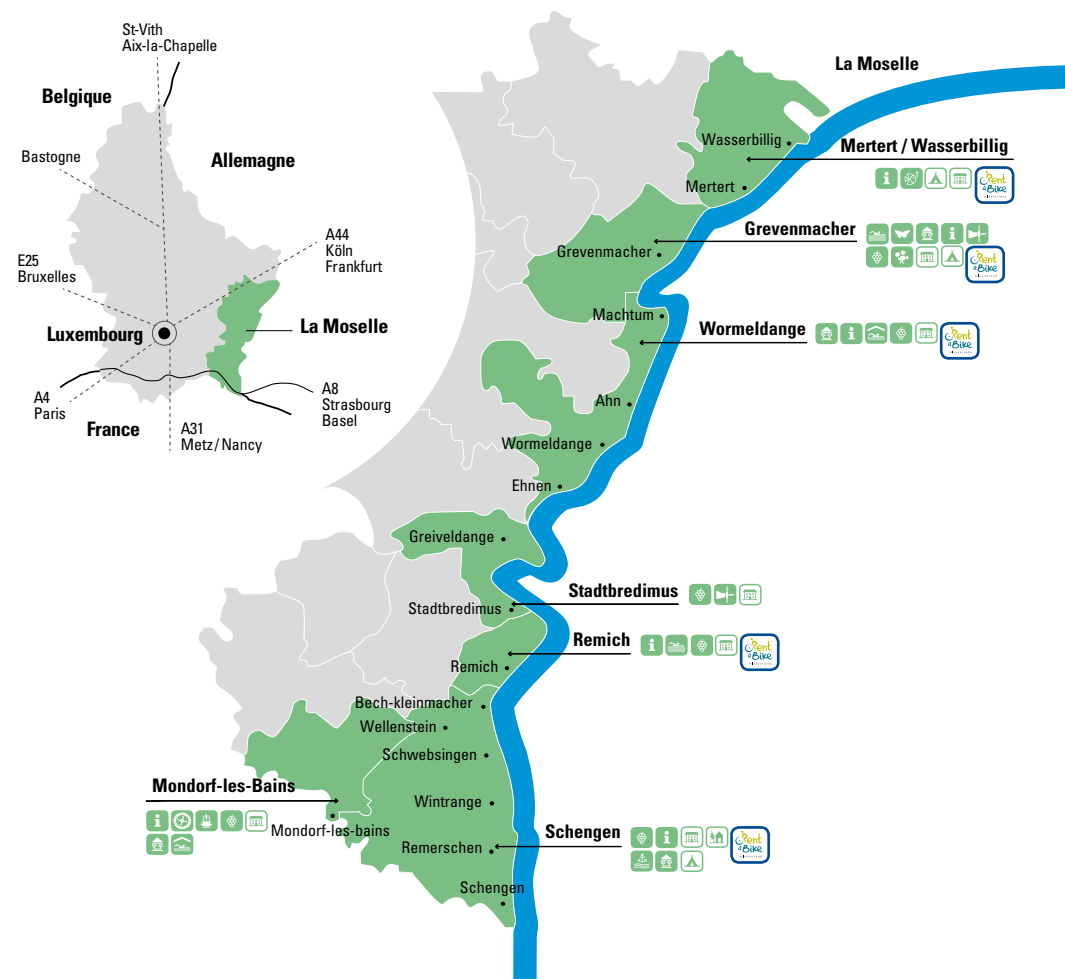 St-Vith
Aix-la-Chapelle
Belgique
Bastogne
Allemagne
A44
Köln
Frankfurt
E25
Bruxelles
Luxembourg
La Moselle
A4
Paris
France
A31
Metz/Nancy
A8
Strasbourg
Basel
La Moselle
Wasserbillig
Mertert / Wasserbillig
Mertert
Rent
a Bike
Grevenmacher
Grevenmacher
Rent
a Bike
Machtum
Wormeldange
Rent
a Bike
Ahn
Wormeldange
Ehnen
Greiveldange
Stadtbredimus
Stadtbredimus
Remich
Rent
a Bike
Remich
Bech-kleinmacher
Wellenstein
Schwebsingen
Mondorf-les-Bains
Wintrange
Mondorf-les-bains
Schengen
Rent
a Bike
Remerschen
Schengen